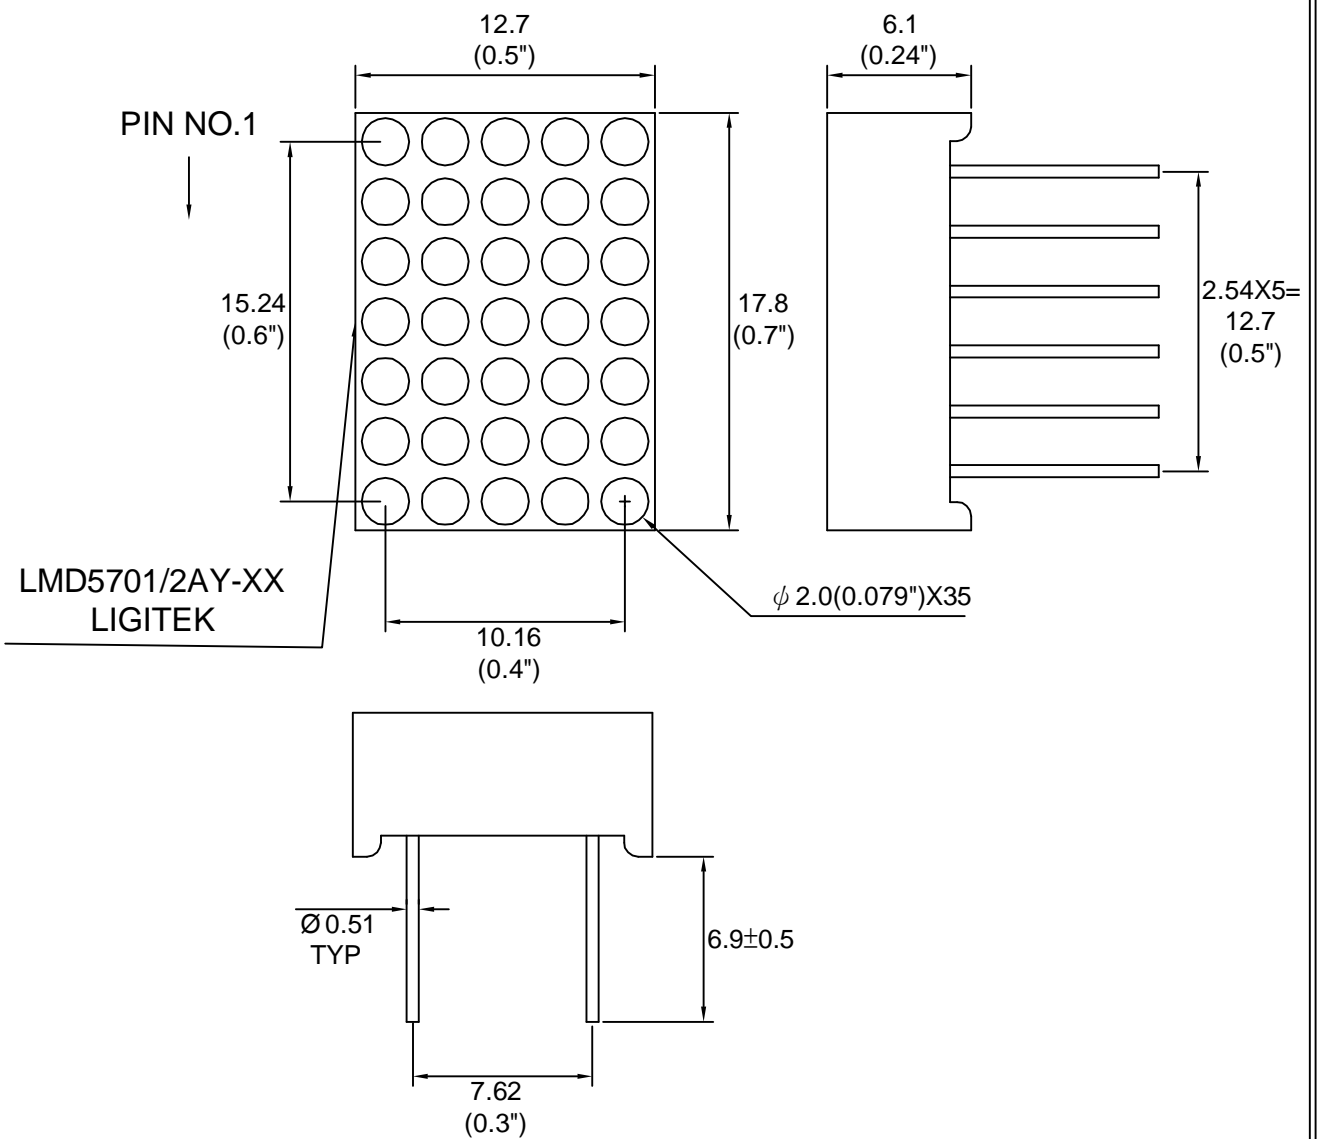 12.7
(0.5")
6.1
(0.24")
PIN NO.1
15.24
(0.6")
17.8
(0.7")
2.54X5=
12.7
(0.5")
LMD5701/2AY-XX
LIGITEK
ϕ 2.0(0.079")X35
10.16
(0.4")
Ø 0.51
TYP
6.9±0.5
7.62
(0.3")